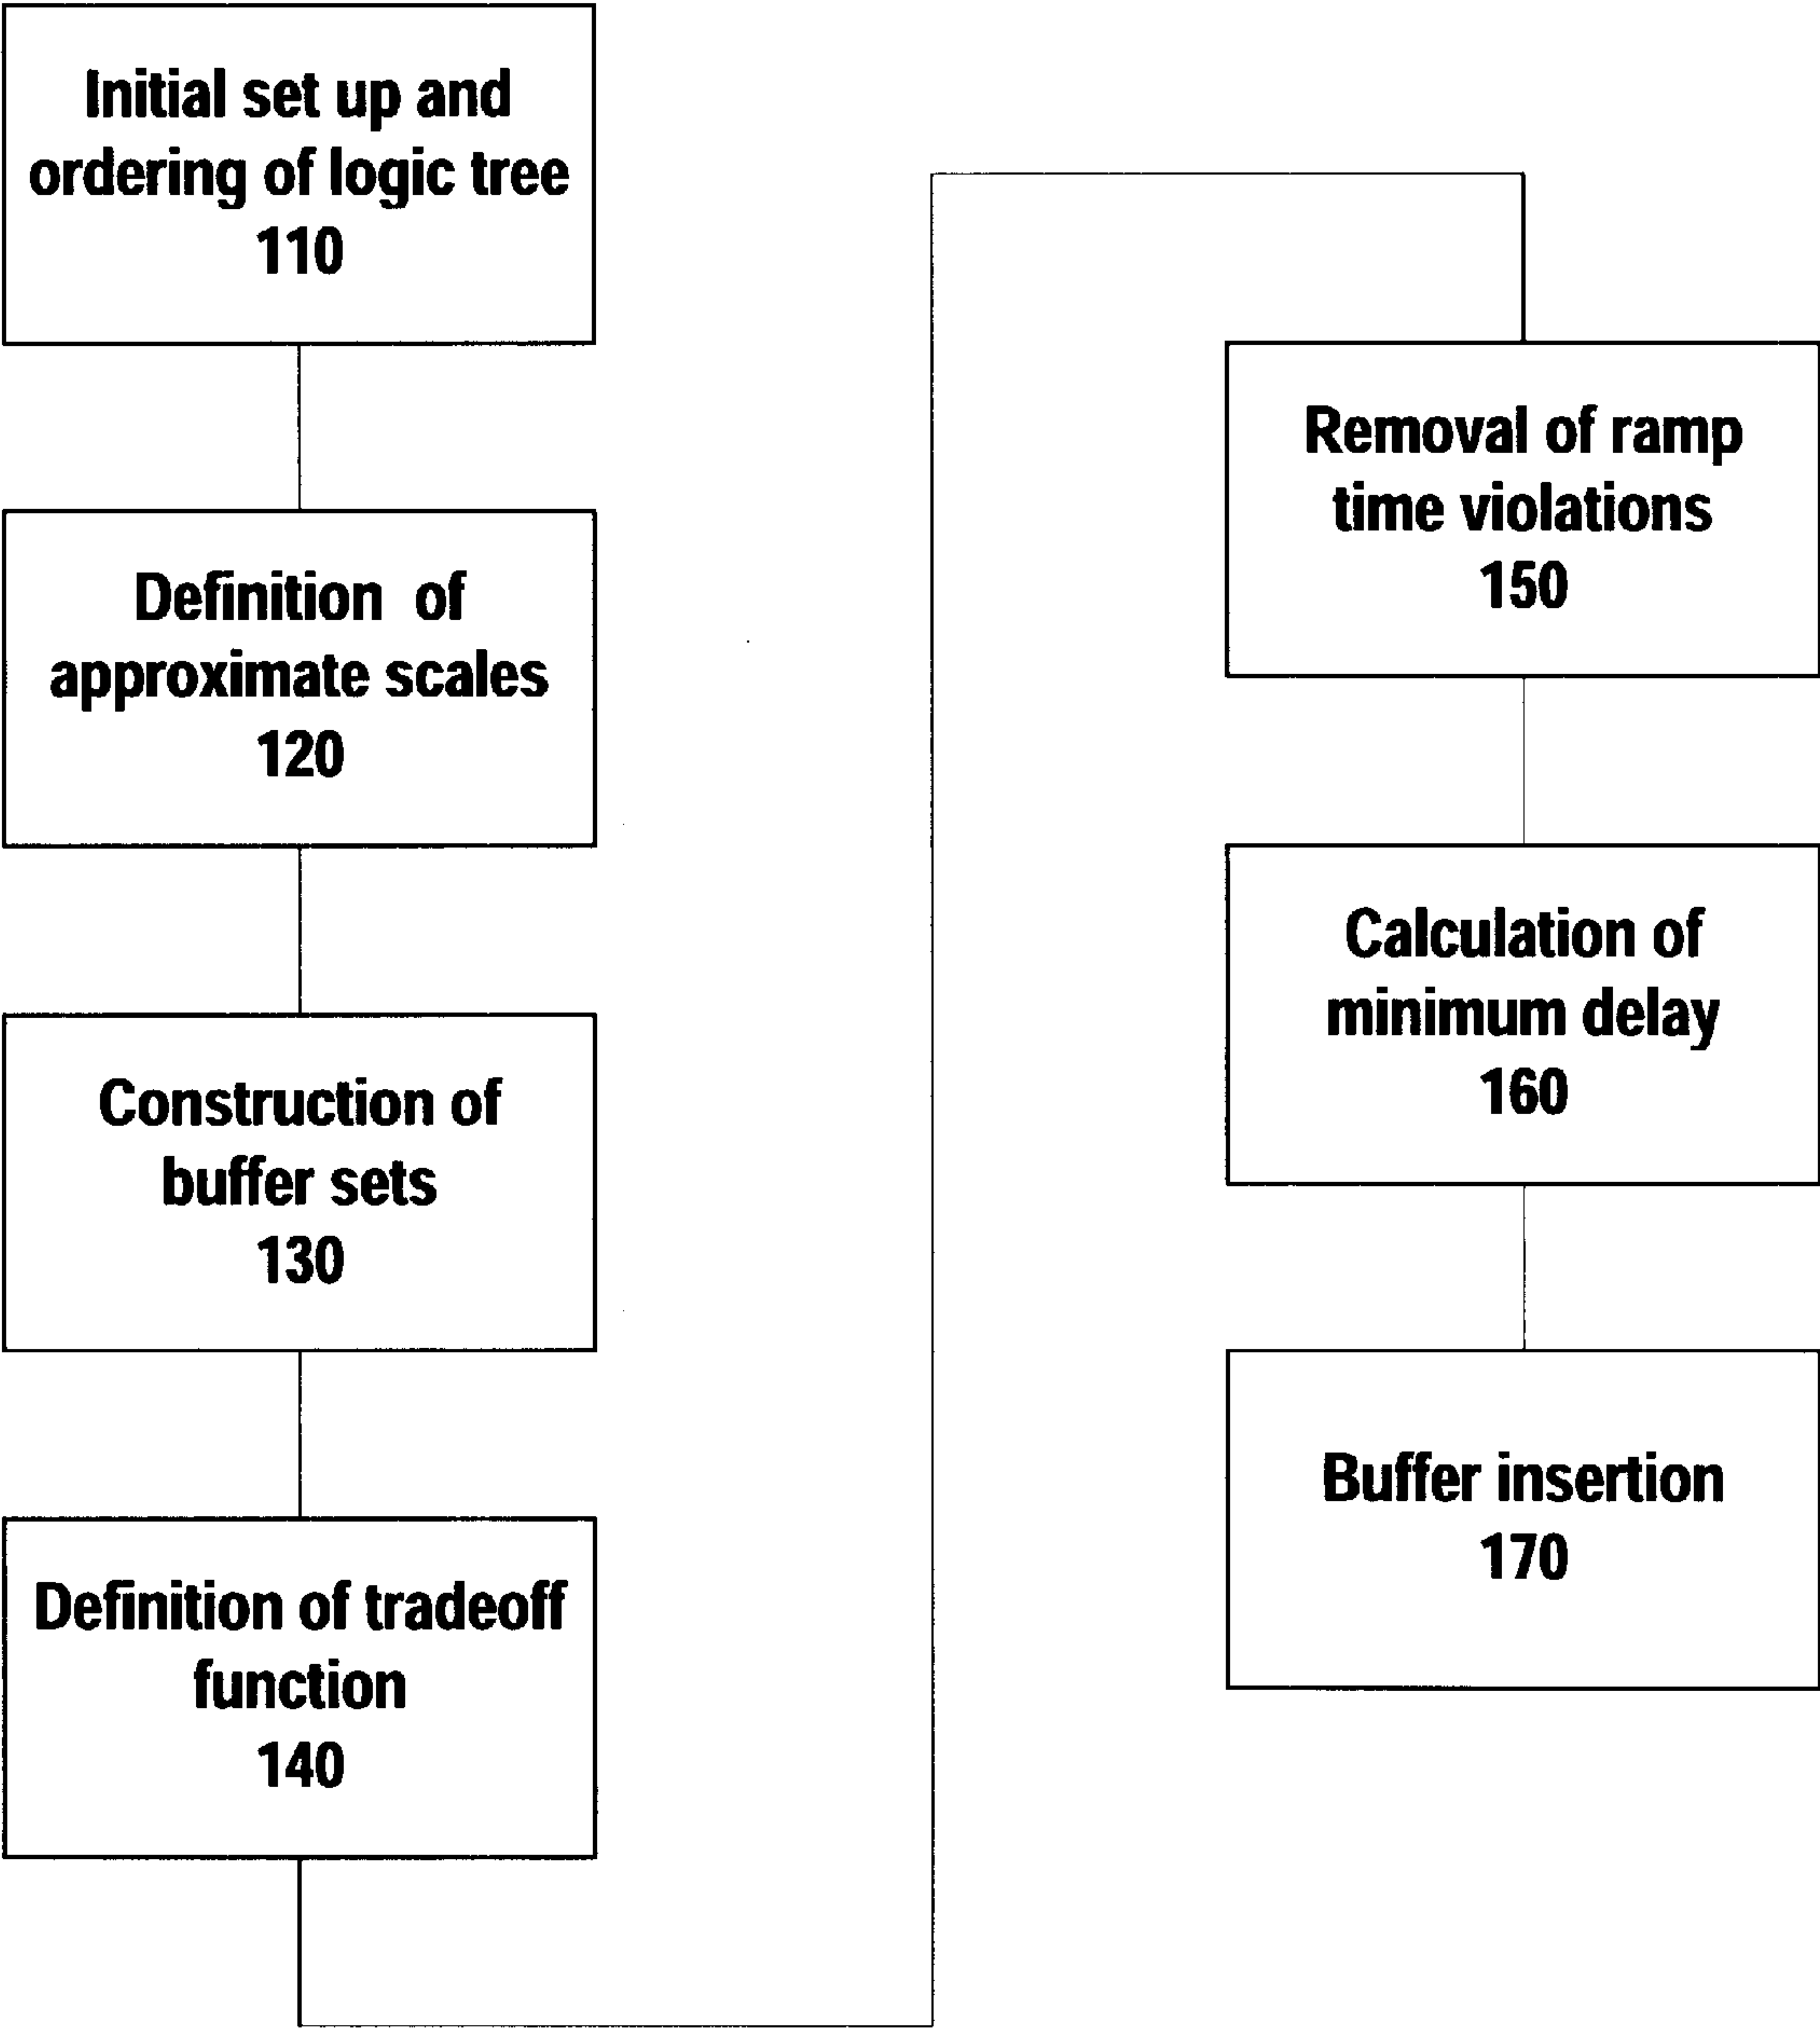 Initial set up and
ordering of logic tree
110
Definition of
approximate scales
120
Construction of
buffer sets
130
Definition of tradeoff
function
140
Removal of ramp
time violations
150
Calculation of
minimum delay
160
Buffer insertion
170